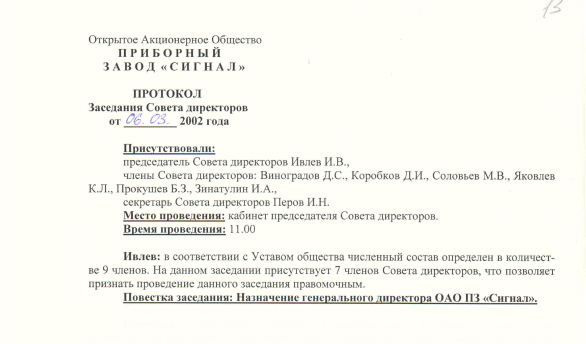 73
Открытое Акционерное Общество
ПРИБОРНЫЙ
ЗАВОД «СИГНАЛ»
ПРОТОКОЛ
Заседания Совета директоров
от 06.03. 2002 года
Присутствовали:
председатель Совета директоров Ивлев И.В.,
члены Совета директоров: Виноградов Д.С., Коробков Д.И., Соловьев М.В., Яковлев
К.Л., Прокушев Б.З., Зинатулин И.А.,
секретарь Совета директоров Перов И.Н.
Место проведения: кабинет председателя Совета директоров.
Время проведения: 11.00
Ивлев: в соответствии с Уставом общества численный состав определен в количест-
ве 9 членов. На данном заседании присутствует 7 членов Совета директоров, что позволяет
признать проведение данного заседания правомочным.
Повестка заседания: Назначение генерального директора ОАО ПЗ «Сигнал».